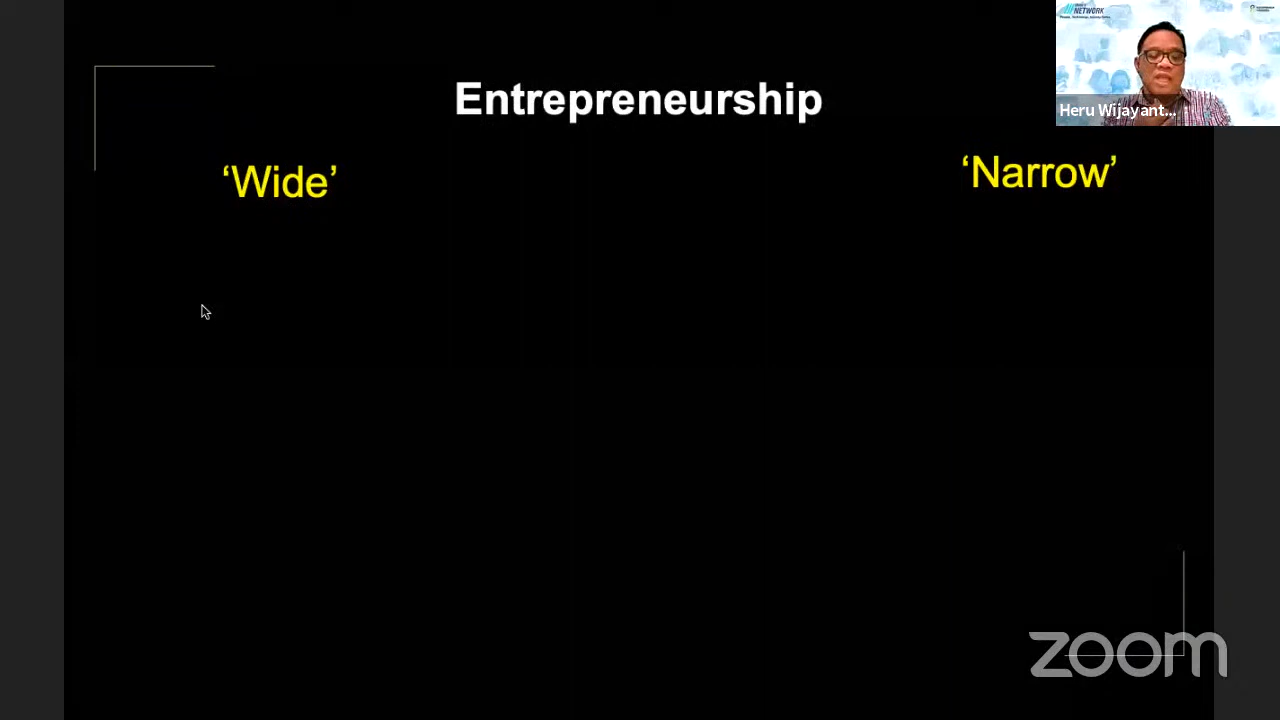 Entrepreneurship
‘Wide’
‘Narrow’
NETWORK
Heru Wijayant...
zoom